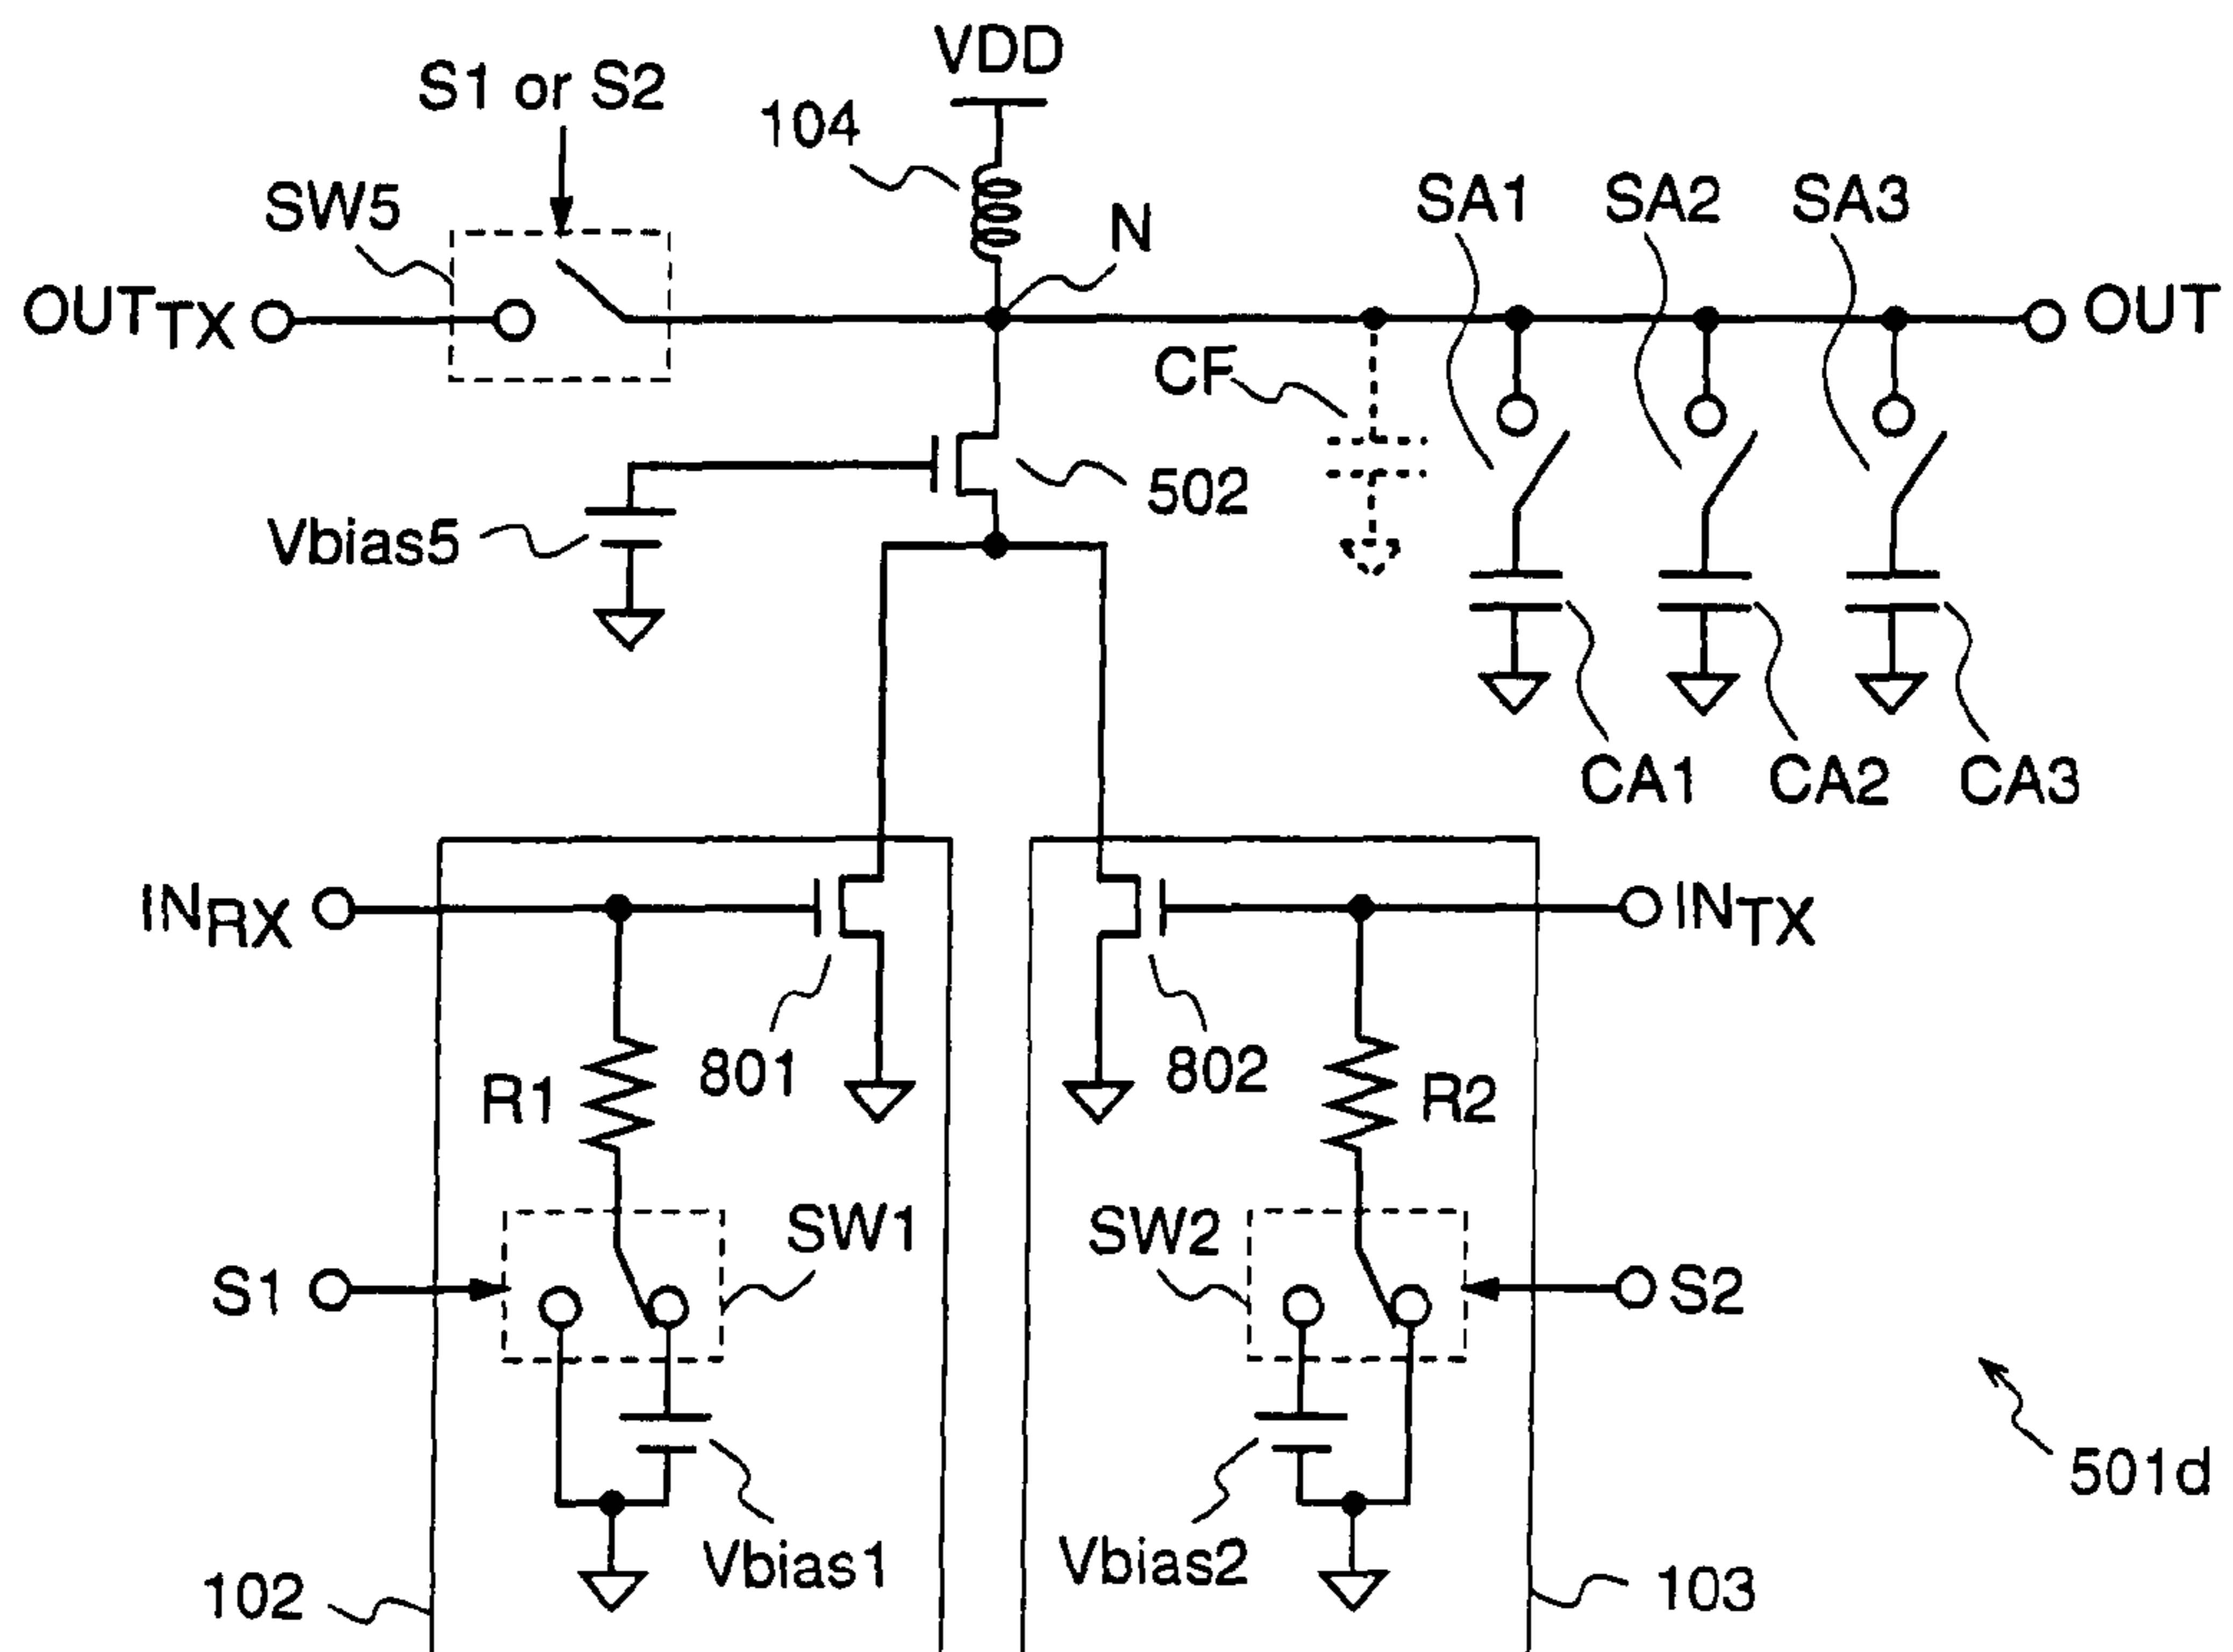 VDD
S1 or S2
104
SW5
N
SA1 SA2 SA3
OUTTX
OUT
CF
502
Vbias5
CA1 CA2 CA3
INRX
INTX
801
802
R1
R2
SW1
SW2
S1
S2
501d
Vbias1
Vbias2
102
103